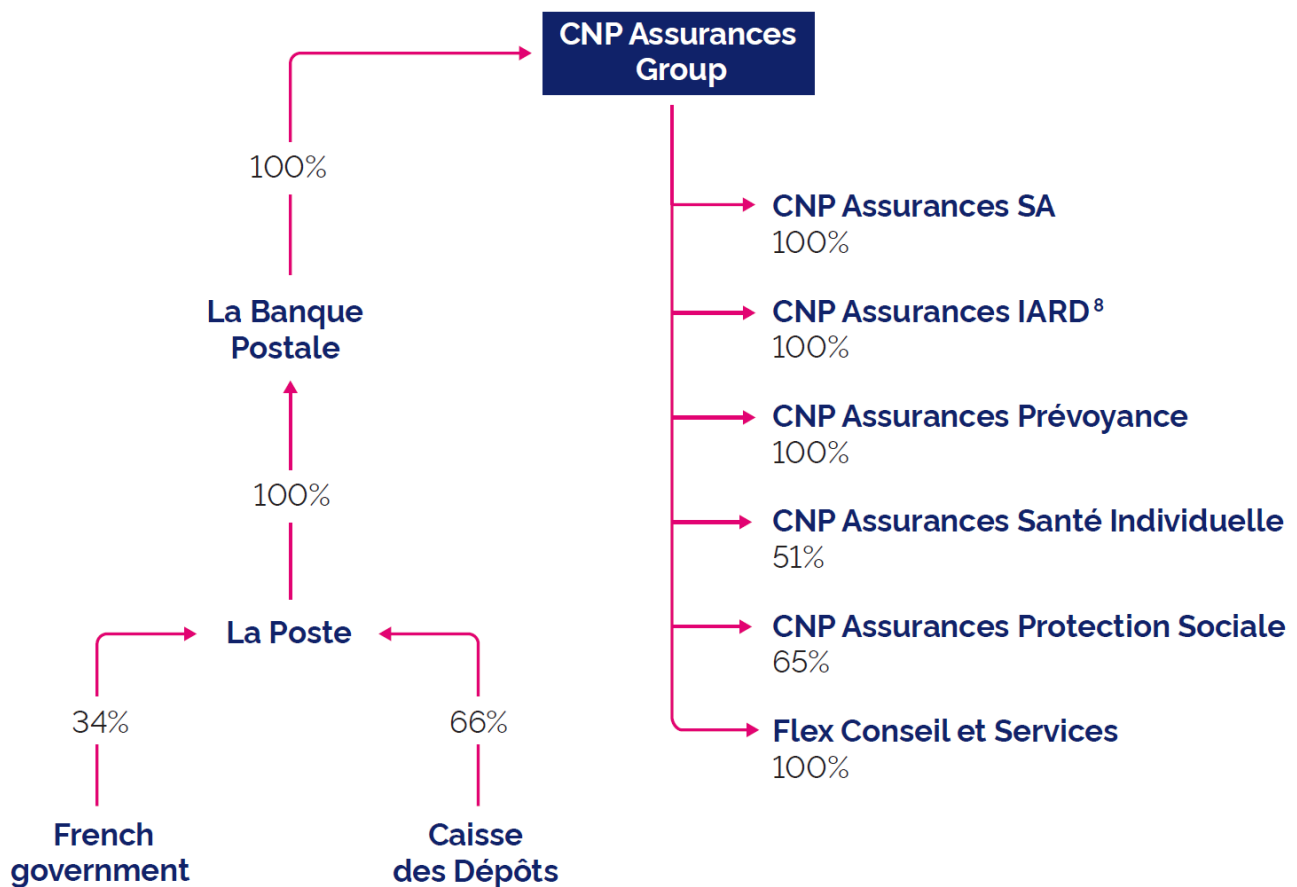 CNP Assurances
Group
100%
La Banque
Postale
100%
La Poste
34%
66%
French
government
Caisse
des Dépôts
CNP Assurances SA
100%
CNP Assurances IARD⁸
100%
CNP Assurances Prévoyance
100%
CNP Assurances Santé Individuelle
51%
CNP Assurances Protection Sociale
65%
Flex Conseil et Services
100%